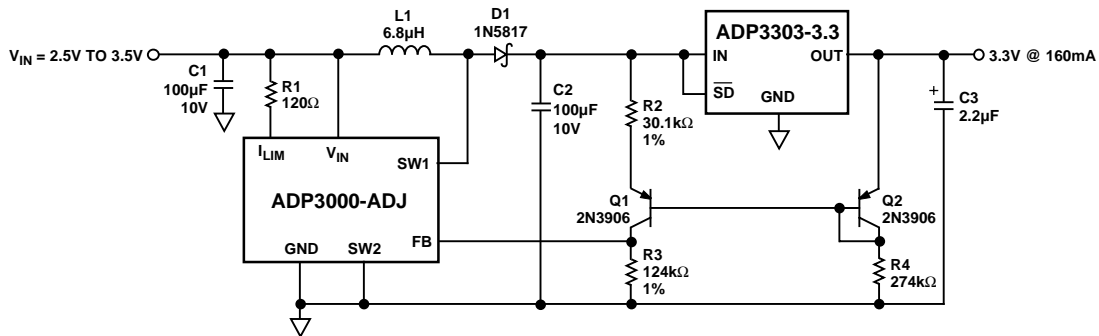 L1
6.8µH
D1
1N5817
ADP3303-3.3
V_IN = 2.5V TO 3.5V
IN
OUT
3.3V @ 160mA
C1
100µF
10V
R1
120Ω
C2
100µF
10V
R2
30.1kΩ
1%
SD
GND
+
C3
2.2µF
I_LIM
V_IN
SW1
ADP3000-ADJ
Q1
2N3906
Q2
2N3906
FB
GND
SW2
R3
124kΩ
1%
R4
274kΩ